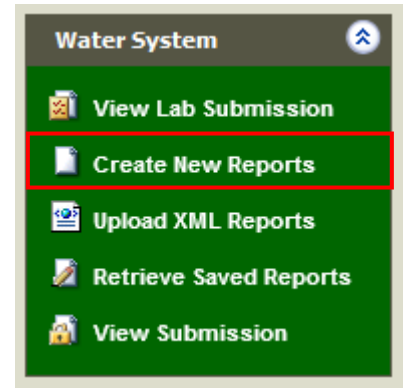 Water System
View Lab Submission
Create New Reports
Upload XML Reports
Retrieve Saved Reports
View Submission